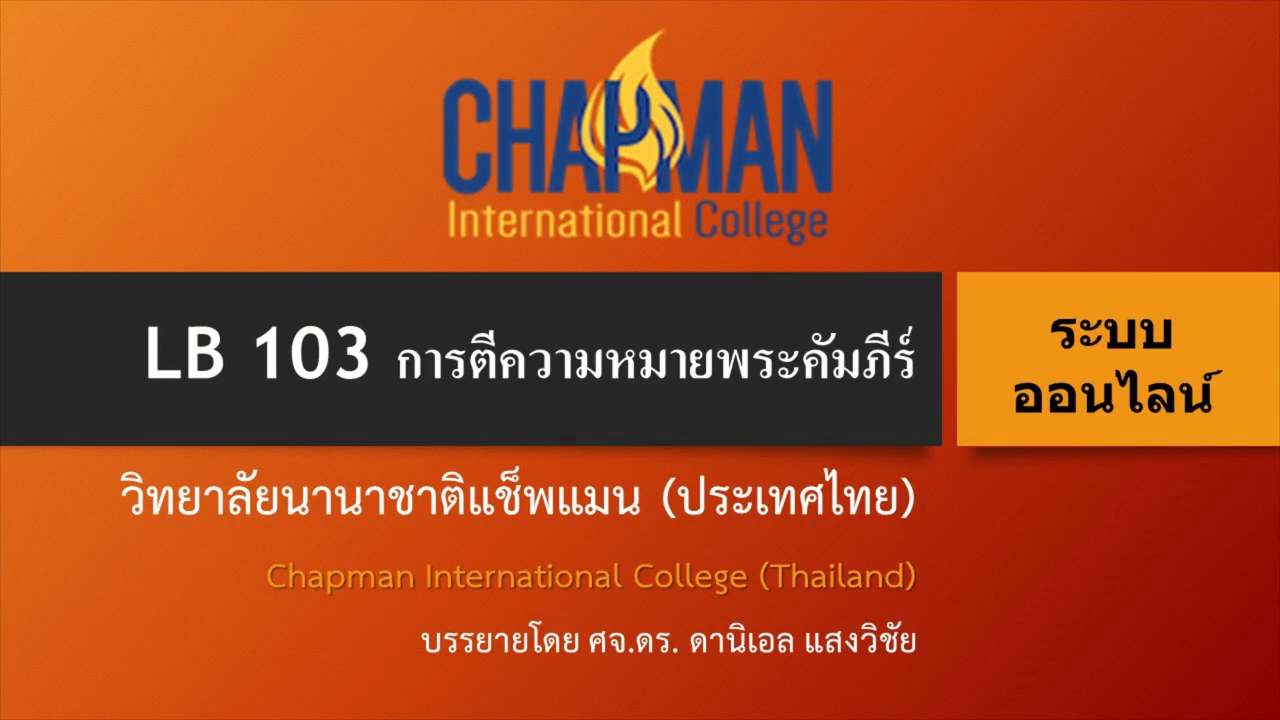 CHAPMAN
International College
LB 103 การตีความหมายพระคัมภีร์
ระบบ
ออนไลน์
วิทยาลัยนานาชาติแช็พแมน (ประเทศไทย)
Chapman International College (Thailand)
บรรยายโดย ศจ.ดร. ดานิเอล แสงวิชัย